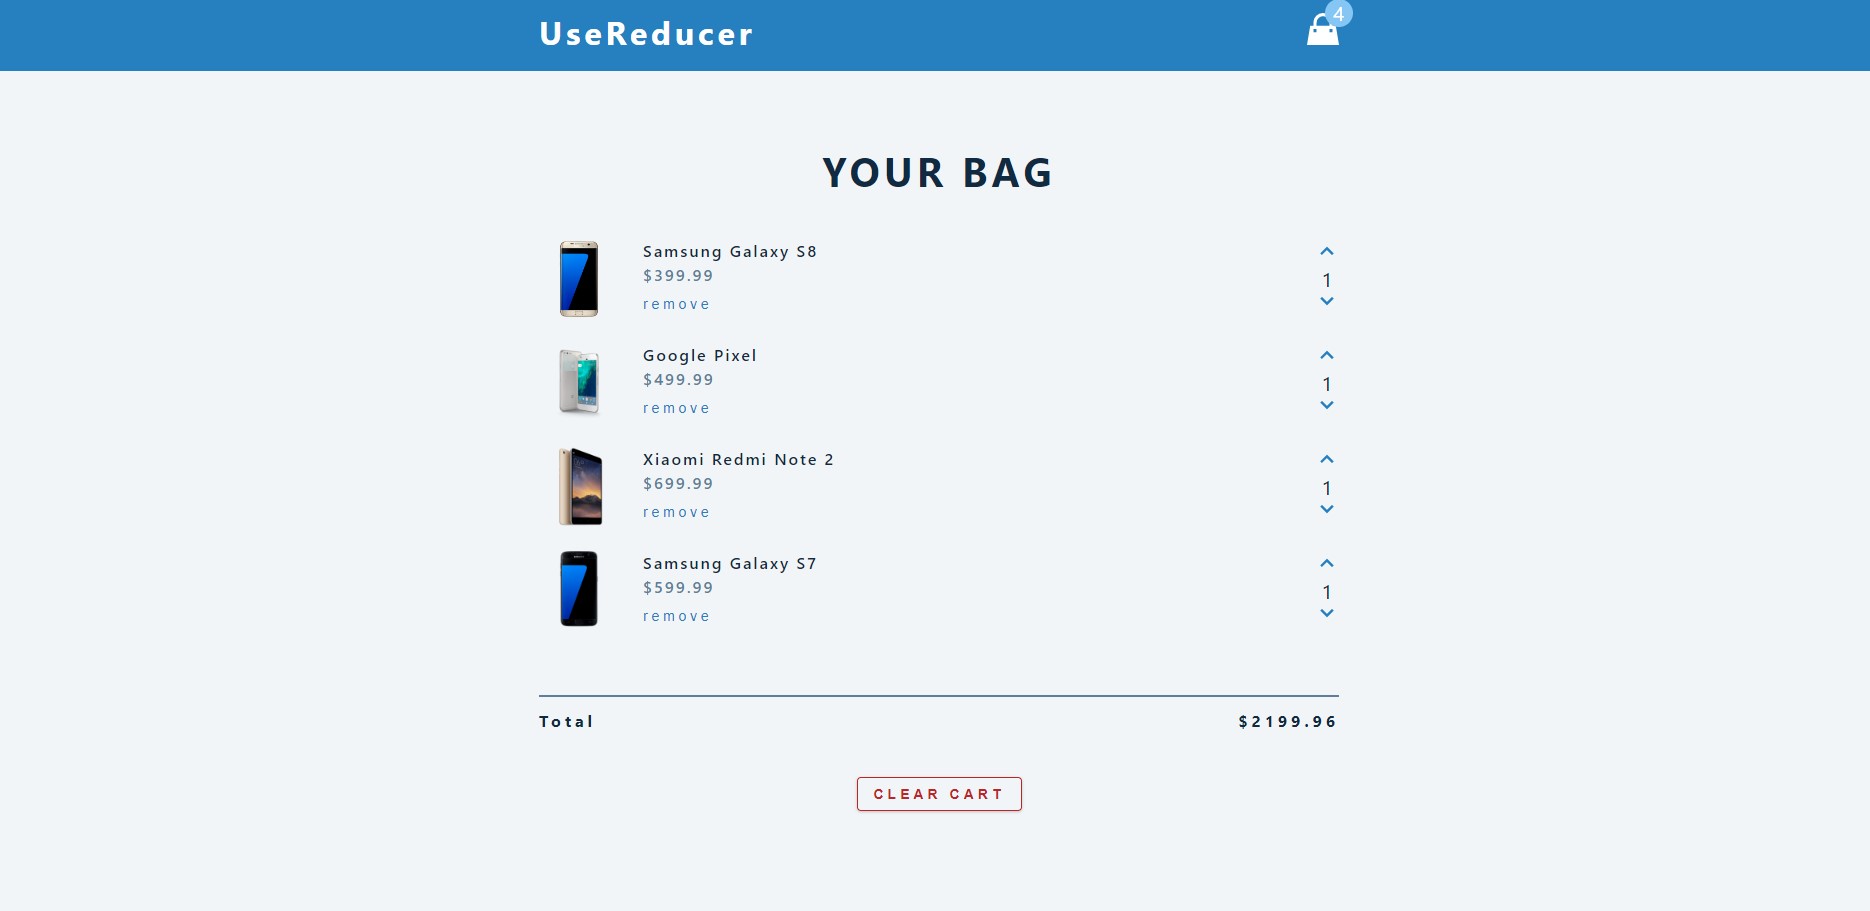 UseReducer
4
YOUR BAG
Samsung Galaxy S8
$399.99
remove
1
Google Pixel
$499.99
remove
1
Xiaomi Redmi Note 2
$699.99
remove
1
Samsung Galaxy S7
$599.99
remove
1
Total $2199.96
CLEAR CART